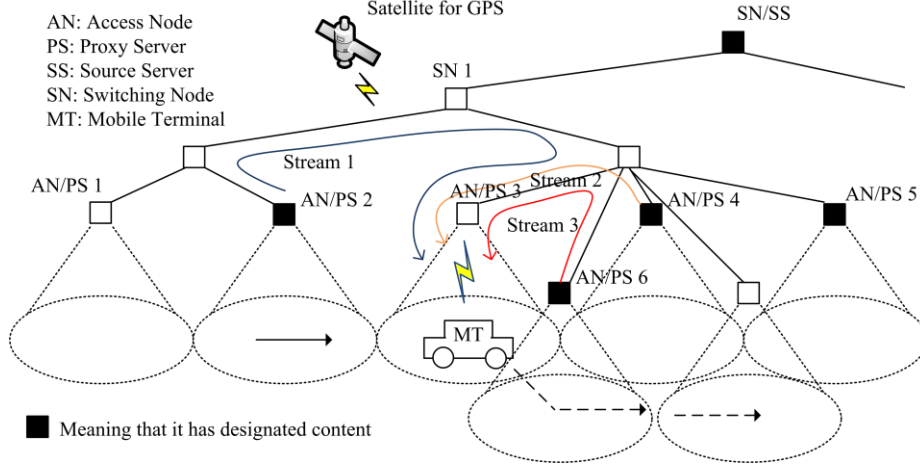 Satellite for GPS
SN/SS
AN: Access Node
PS: Proxy Server
SS: Source Server
SN: Switching Node
MT: Mobile Terminal
SN 1
Stream 1
AN/PS 1
AN/PS 2
AN/PS 3
Stream 2
AN/PS 4
AN/PS 5
Stream 3
AN/PS 6
MT
Meaning that it has designated content